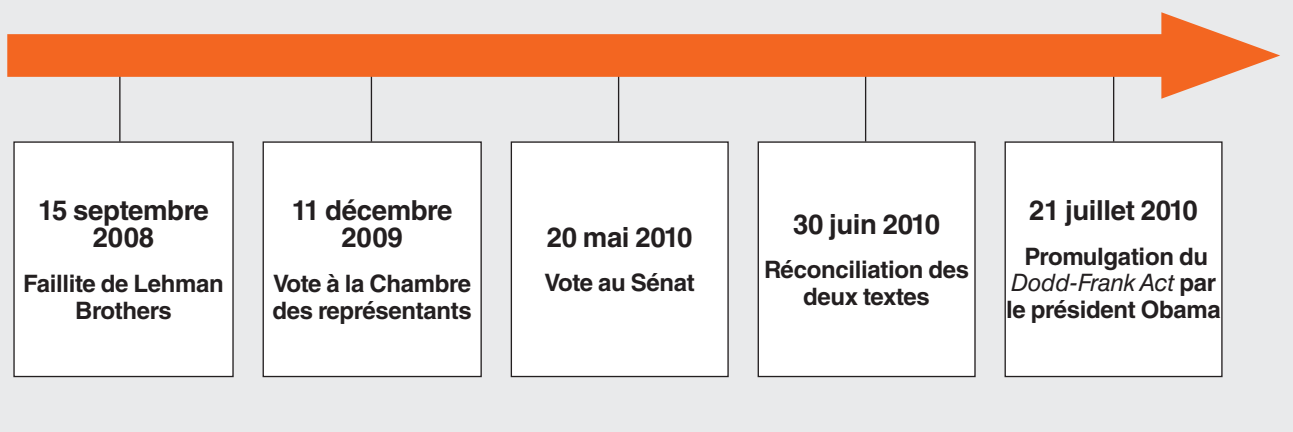 15 septembre
2008
Faillite de Lehman
Brothers
11 décembre
2009
Vote à la Chambre
des représentants
20 mai 2010
Vote au Sénat
30 juin 2010
Réconciliation des
deux textes
21 juillet 2010
Promulgation du
Dodd-Frank Act par
le président Obama